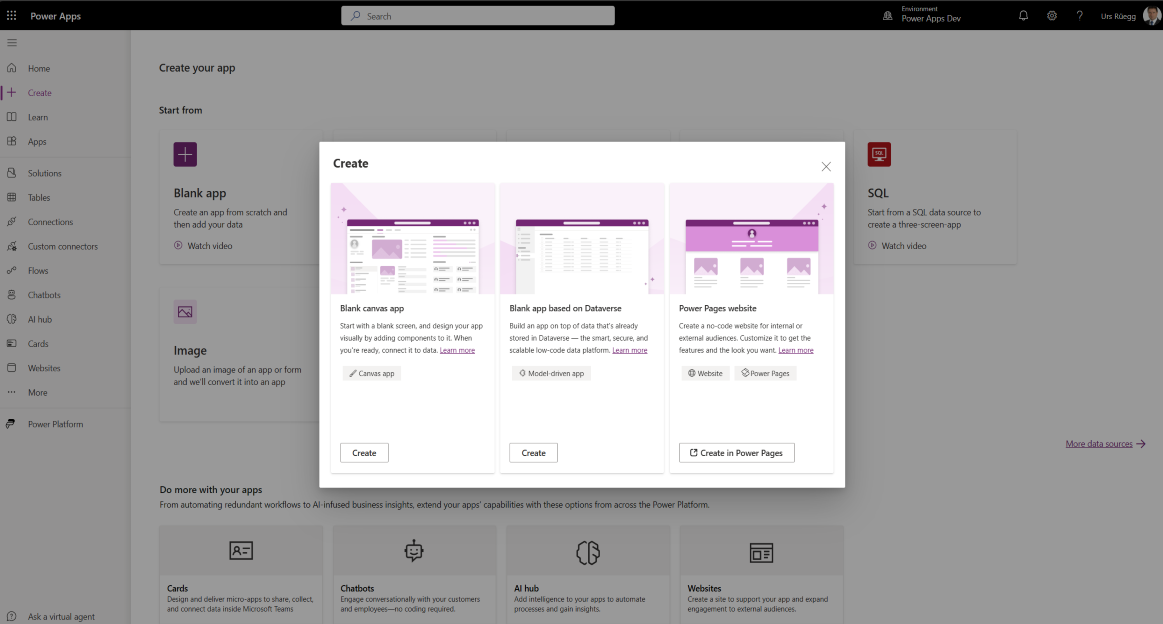 Power Apps
Search
Environment
Power Apps Dev
?
Urs Rüegg
Home
Create
Learn
Apps
Solutions
Tables
Connections
Custom connectors
Flows
Chatbots
AI hub
Cards
Websites
More
Power Platform
Ask a virtual agent
Create your app
Start from
Blank app
Create an app from scratch and
then add your data
Watch video
SQL
SQL
Start from a SQL data source to
create a three-screen-app
Watch video
Image
Upload an image of an app or form
and we'll convert it into an app
More data sources
Create
Blank canvas app
Start with a blank screen, and design your app
visually by adding components to it. When
you're ready, connect it to data. Learn more
Canvas app
Create
Blank app based on Dataverse
Build an app on top of data that's already
stored in Dataverse — the smart, secure, and
scalable low-code data platform. Learn more
Model-driven app
Create
Power Pages website
Create a no-code website for internal or
external audiences. Customize it to get the
features and the look you want. Learn more
Website
Power Pages
Create in Power Pages
Do more with your apps
From automating redundant workflows to AI-infused business insights, extend your apps' capabilities with these options from across the Power Platform.
Cards
Design and deliver micro-apps to share, collect,
and connect data inside Microsoft Teams
Chatbots
Engage conversationally with your customers
and employees—no coding required.
AI hub
Add intelligence to your apps to automate
processes and gain insights.
Websites
Create a site to support your app and expand
engagement to external audiences.